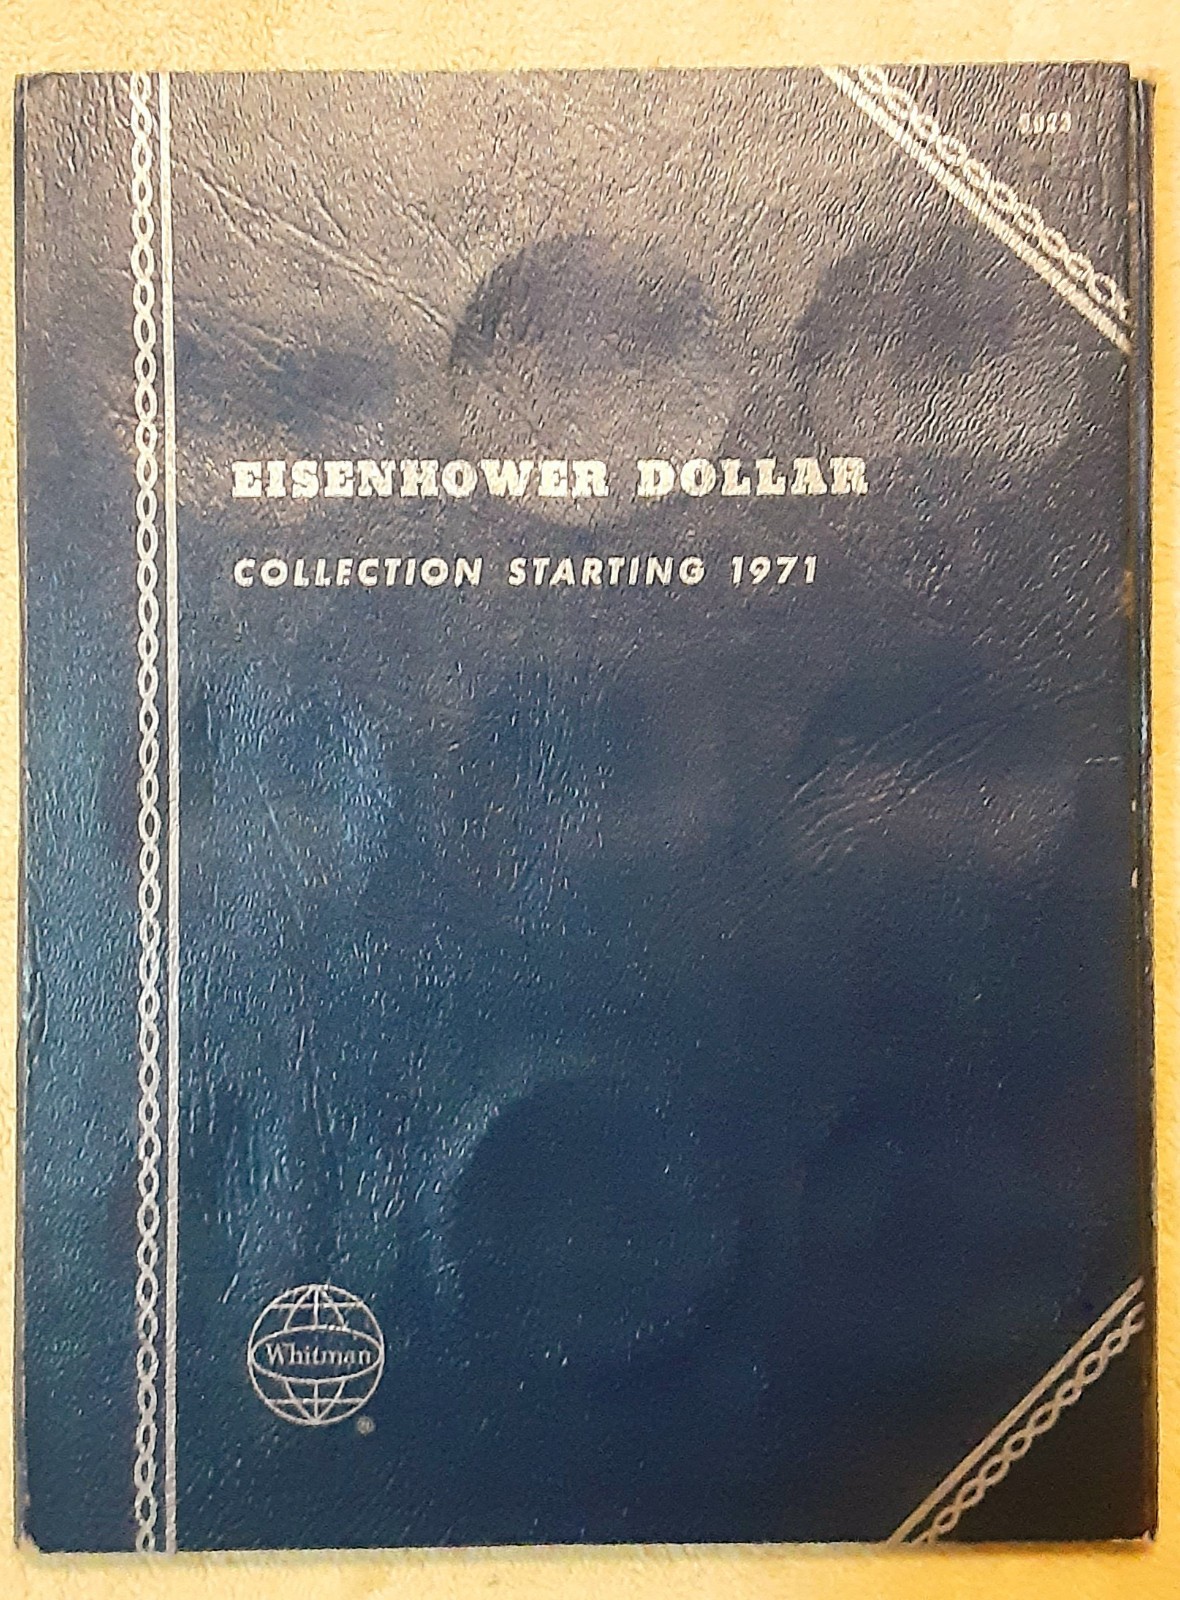 EISENHOWER DOLLAR
COLLECTION STARTING 1971
Whitman
®